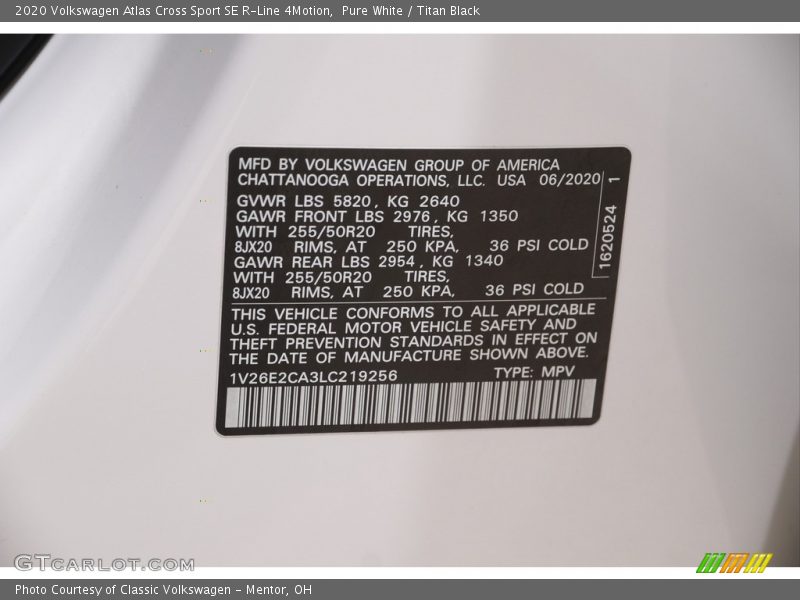 2020 Volkswagen Atlas Cross Sport SE R-Line 4Motion,  Pure White / Titan Black
MFD BY VOLKSWAGEN GROUP OF AMERICA
CHATTANOOGA OPERATIONS, LLC. USA 06/2020
GVWR LBS 5820, KG 2640
GAWR FRONT LBS 2976, KG 1350
WITH 255/50R20 TIRES,
8JX20 RIMS, AT 250 KPA, 36 PSI COLD
GAWR REAR LBS 2954, KG 1340
WITH 255/50R20 TIRES,
8JX20 RIMS, AT 250 KPA, 36 PSI COLD
1620524 1
THIS VEHICLE CONFORMS TO ALL APPLICABLE
U.S. FEDERAL MOTOR VEHICLE SAFETY AND
THEFT PREVENTION STANDARDS IN EFFECT ON
THE DATE OF MANUFACTURE SHOWN ABOVE.
1V26E2CA3LC219256 TYPE: MPV
GTCARLOT.COM
Photo Courtesy of Classic Volkswagen - Mentor, OH